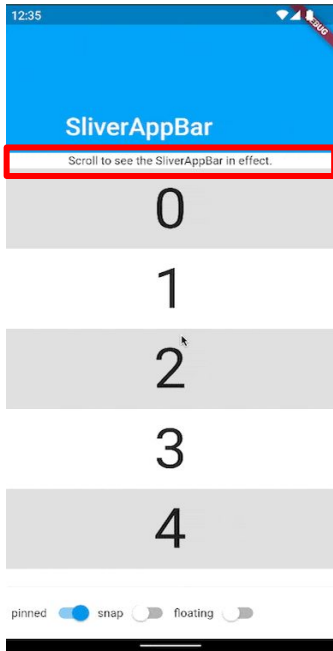 12:35
DEBUG
SliverAppBar
Scroll to see the SliverAppBar in effect.
0
1
2
3
4
pinned snap floating